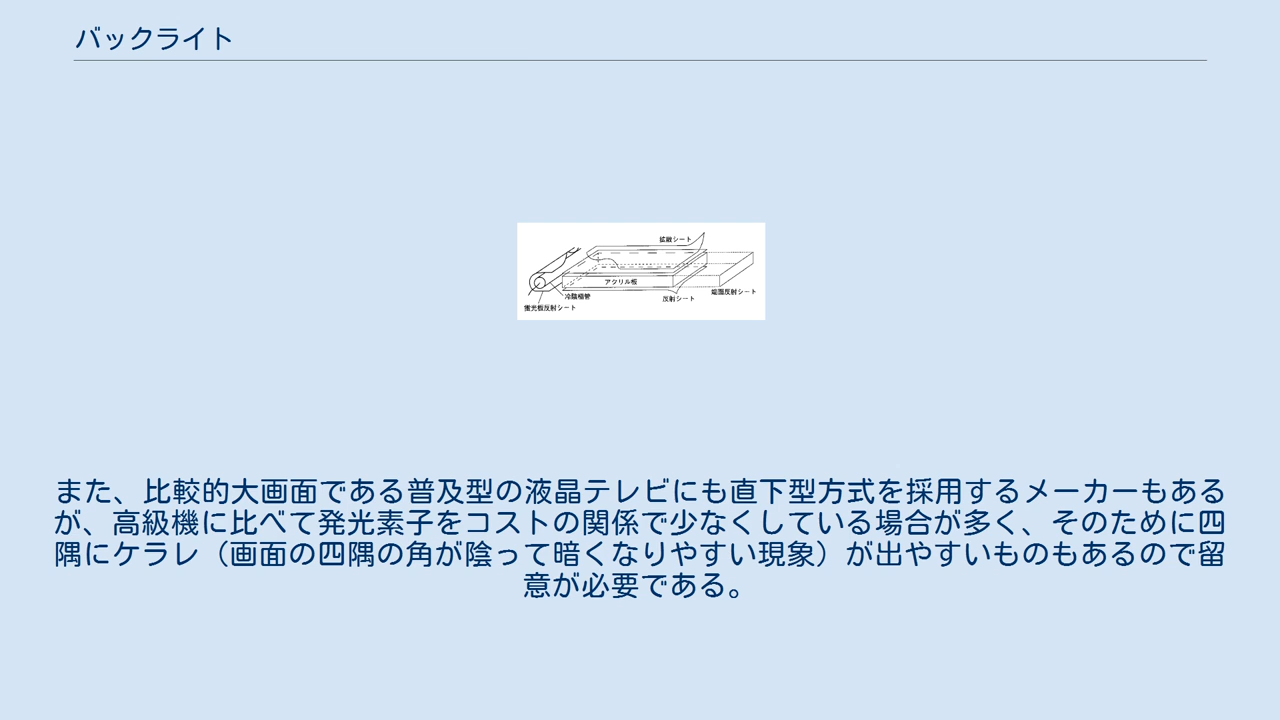 バックライト
拡散シート
アクリル板
冷陰極管
反射シート
端面反射シート
蛍光板反射シート
また、比較的大画面である普及型の液晶テレビにも直下型方式を採用するメーカーもある
が、高級機に比べて発光素子をコストの関係で少なくしている場合が多く、そのために四
隅にケラレ（画面の四隅の角が陰って暗くなりやすい現象）が出やすいものもあるので留
意が必要である。